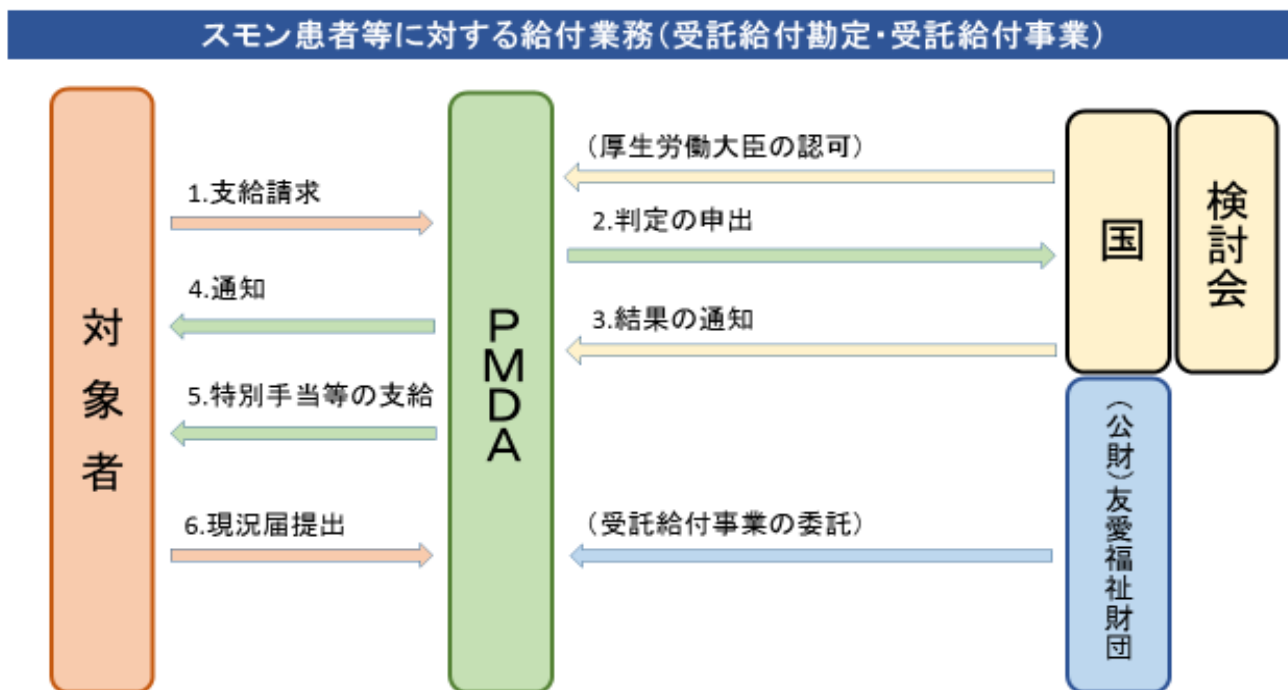 スモン患者等に対する給付業務(受託給付勘定・受託給付事業)
対象者
1.支給請求
4.通知
5.特別手当等の支給
6.現況届提出
PMDA
(厚生労働大臣の認可)
2.判定の申出
3.結果の通知
(受託給付事業の委託)
国
検討会
(公財)友愛福祉財団